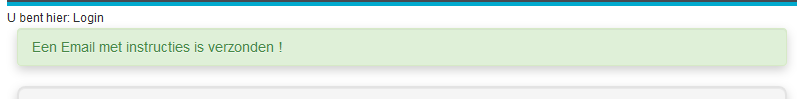 U bent hier: Login
Een Email met instructies is verzonden !